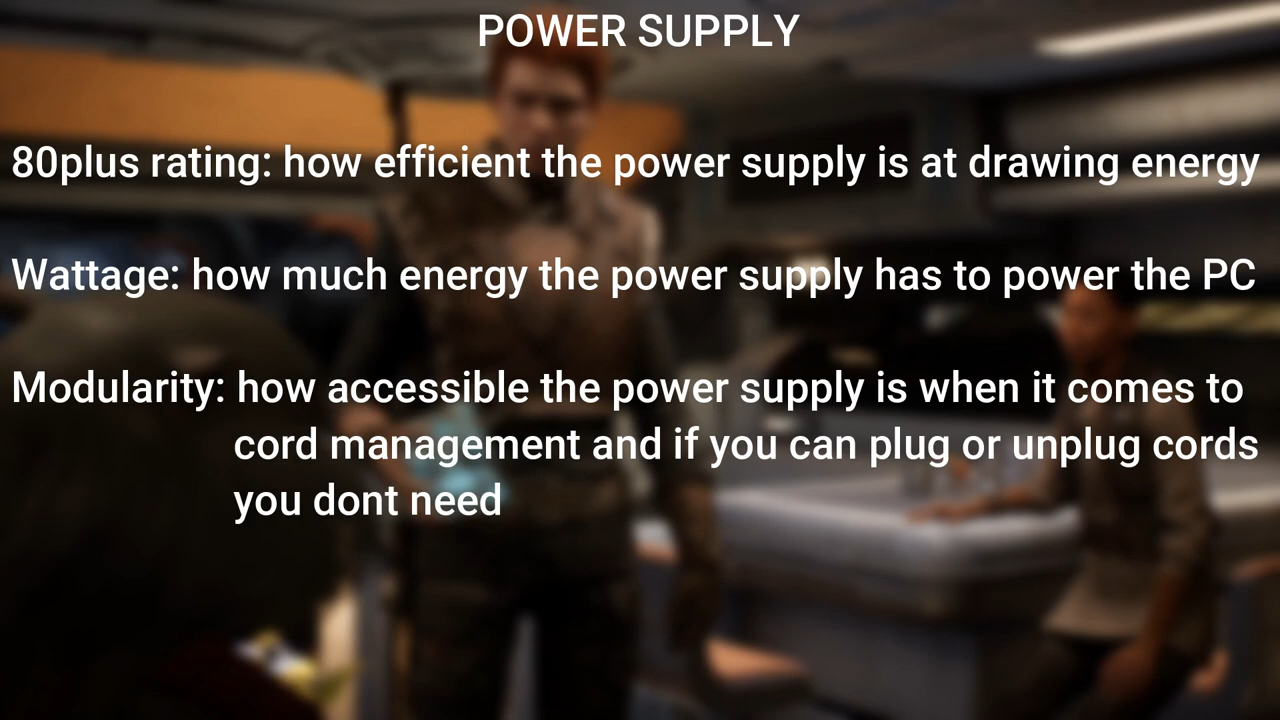 POWER SUPPLY
80plus rating: how efficient the power supply is at drawing energy
Wattage: how much energy the power supply has to power the PC
Modularity: how accessible the power supply is when it comes to
cord management and if you can plug or unplug cords
you dont need